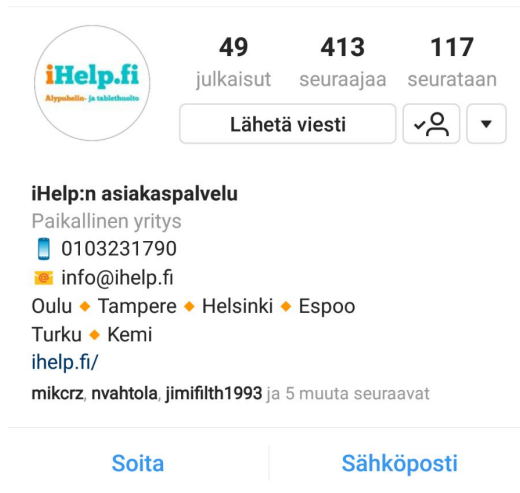 iHelp.fi
Älypuhelin- ja tablethuolto
49 413 117
julkaisut seuraajaa seurataan
Lähetä viesti
iHelp:n asiakaspalvelu
Paikallinen yritys
📱 0103231790
📧 info@ihelp.fi
Oulu 🔸 Tampere 🔸 Helsinki 🔸 Espoo
Turku 🔸 Kemi
ihelp.fi/
mikcrz, nvahtola, jimifilth1993 ja 5 muuta seuraavat
Soita Sähköposti